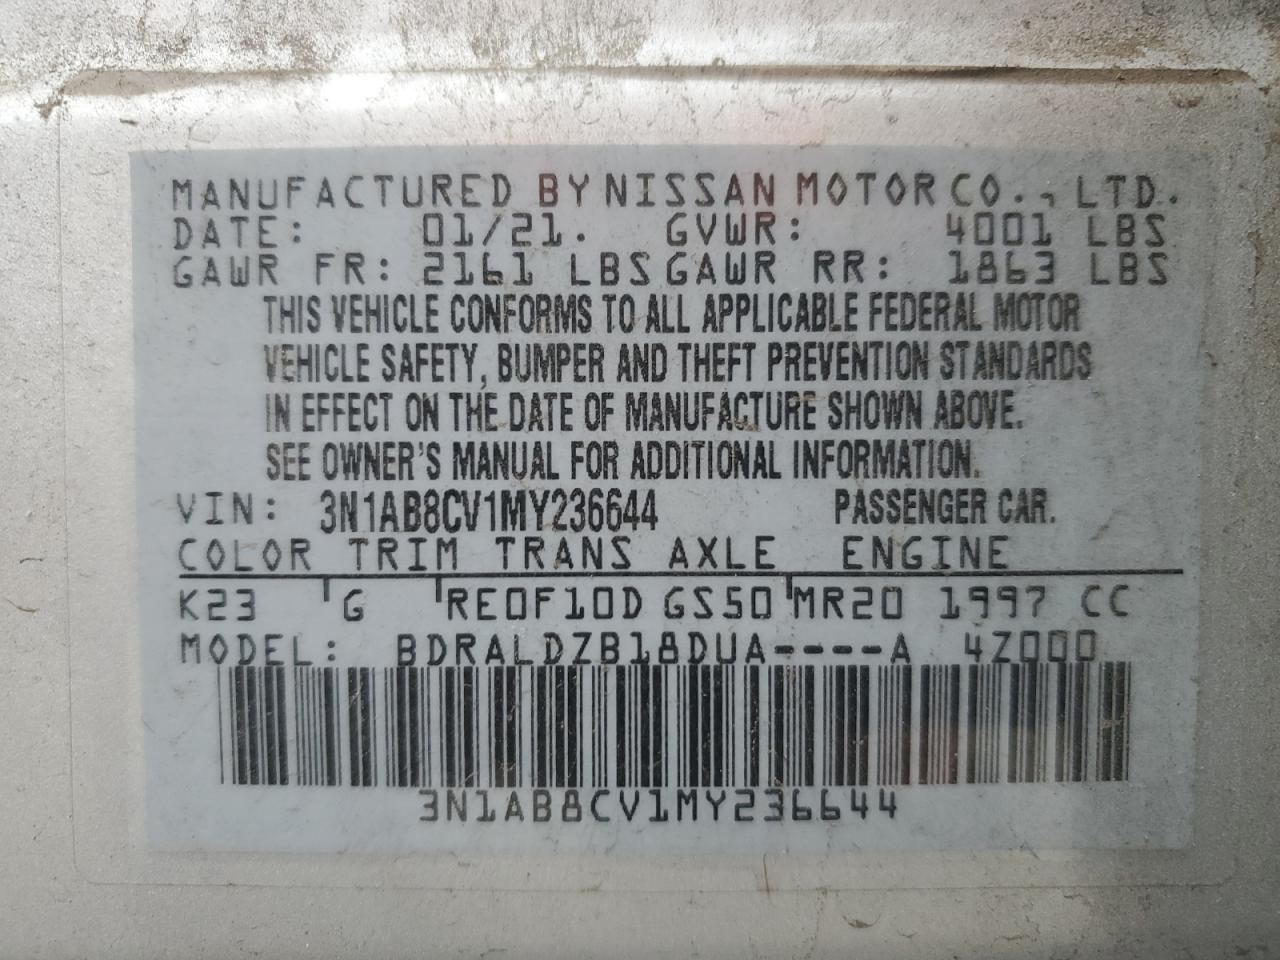 MANUFACTURED BY NISSAN MOTOR CO., LTD.
DATE: 01/21. GVWR: 4001 LBS
GAWR FR: 2161 LBS GAWR RR: 1863 LBS
THIS VEHICLE CONFORMS TO ALL APPLICABLE FEDERAL MOTOR
VEHICLE SAFETY, BUMPER AND THEFT PREVENTION STANDARDS
IN EFFECT ON THE DATE OF MANUFACTURE SHOWN ABOVE.
SEE OWNER'S MANUAL FOR ADDITIONAL INFORMATION.
VIN: 3N1AB8CV1MY236644 PASSENGER CAR.
COLOR TRIM TRANS AXLE ENGINE
K23 G RE0F10D GS50 MR20 1997 CC
MODEL: BDRALDZB18DUA----A 4Z000
3N1AB8CV1MY236644